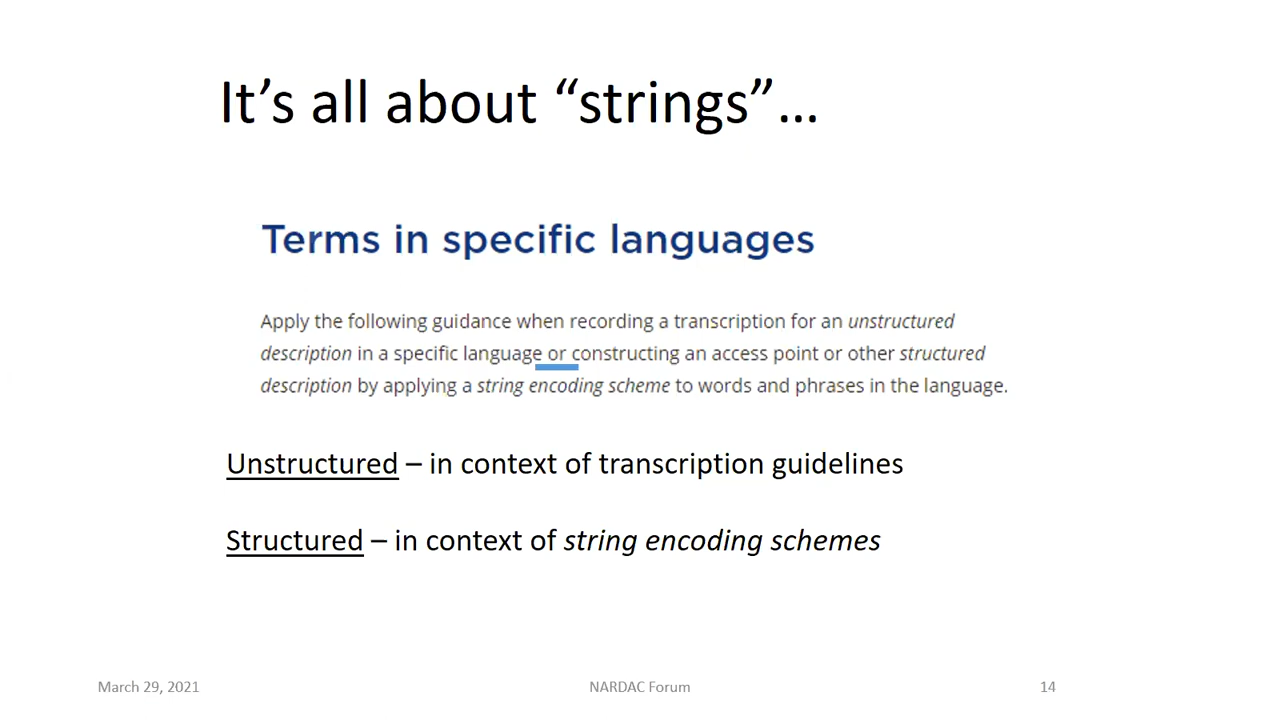 It’s all about “strings”…
Terms in specific languages
Apply the following guidance when recording a transcription for an unstructured
description in a specific language or constructing an access point or other structured
description by applying a string encoding scheme to words and phrases in the language.
Unstructured – in context of transcription guidelines
Structured – in context of string encoding schemes
March 29, 2021
NARDAC Forum
14